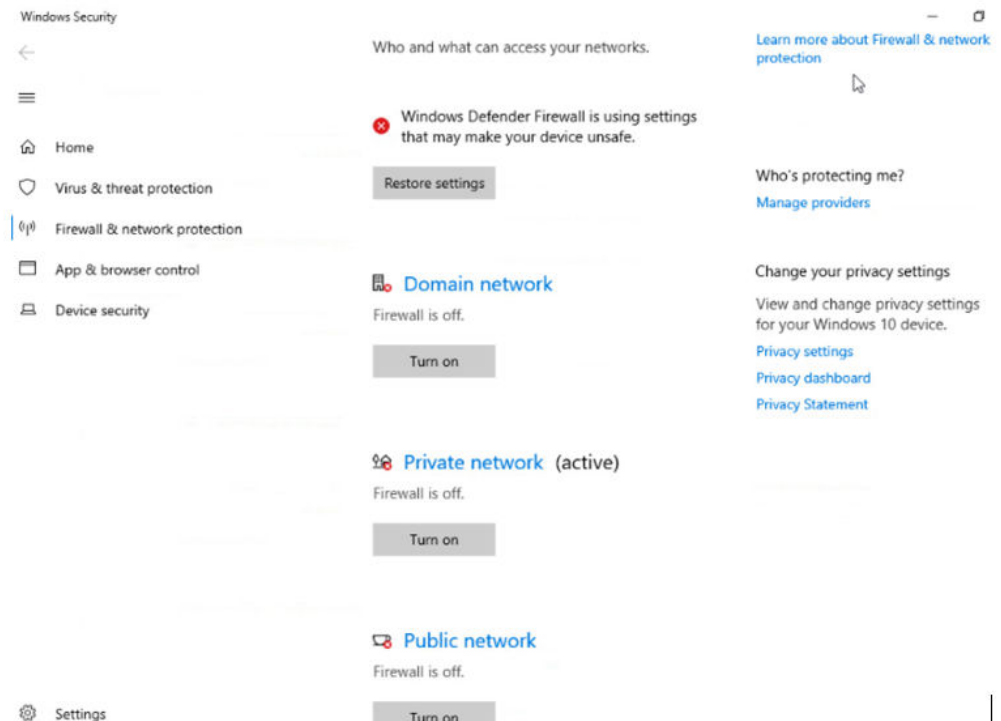 Windows Security
Home
Virus & threat protection
Firewall & network protection
App & browser control
Device security
Settings
Who and what can access your networks.
Windows Defender Firewall is using settings
that may make your device unsafe.
Restore settings
Domain network
Firewall is off.
Turn on
Private network (active)
Firewall is off.
Turn on
Public network
Firewall is off.
Turn on
Learn more about Firewall & network
protection
Who's protecting me?
Manage providers
Change your privacy settings
View and change privacy settings
for your Windows 10 device.
Privacy settings
Privacy dashboard
Privacy Statement